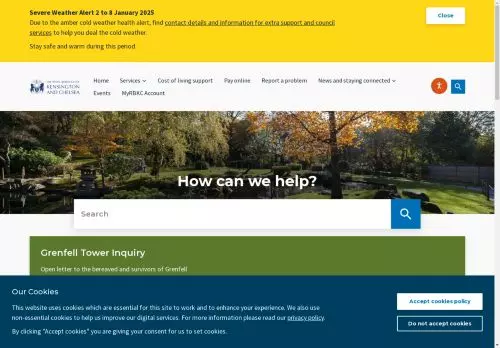 Severe Weather Alert 2 to 8 January 2025
Due to the amber cold weather health alert, find contact details and information for extra support and council
services to help you deal the cold weather.
Stay safe and warm during this period.
Close
THE ROYAL BOROUGH OF
KENSINGTON
AND CHELSEA
Home Services Cost of living support Pay online Report a problem News and staying connected
Events MyRBKC Account
How can we help?
Search
Grenfell Tower Inquiry
Open letter to the bereaved and survivors of Grenfell
Our Cookies
This website uses cookies which are essential for this site to work and to enhance your experience. We also use
non-essential cookies to help us improve our digital services. For more information please read our privacy policy.
By clicking "Accept cookies" you are giving your consent for us to set cookies.
Accept cookies policy
Do not accept cookies